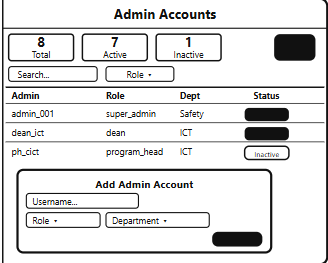 Admin Accounts
8 7 1
Total Active Inactive
Search... Role
Admin Role Dept Status
admin_001 super_admin Safety
dean_ict dean ICT
ph_cict program_head ICT Inactive
Add Admin Account
Username...
Role Department